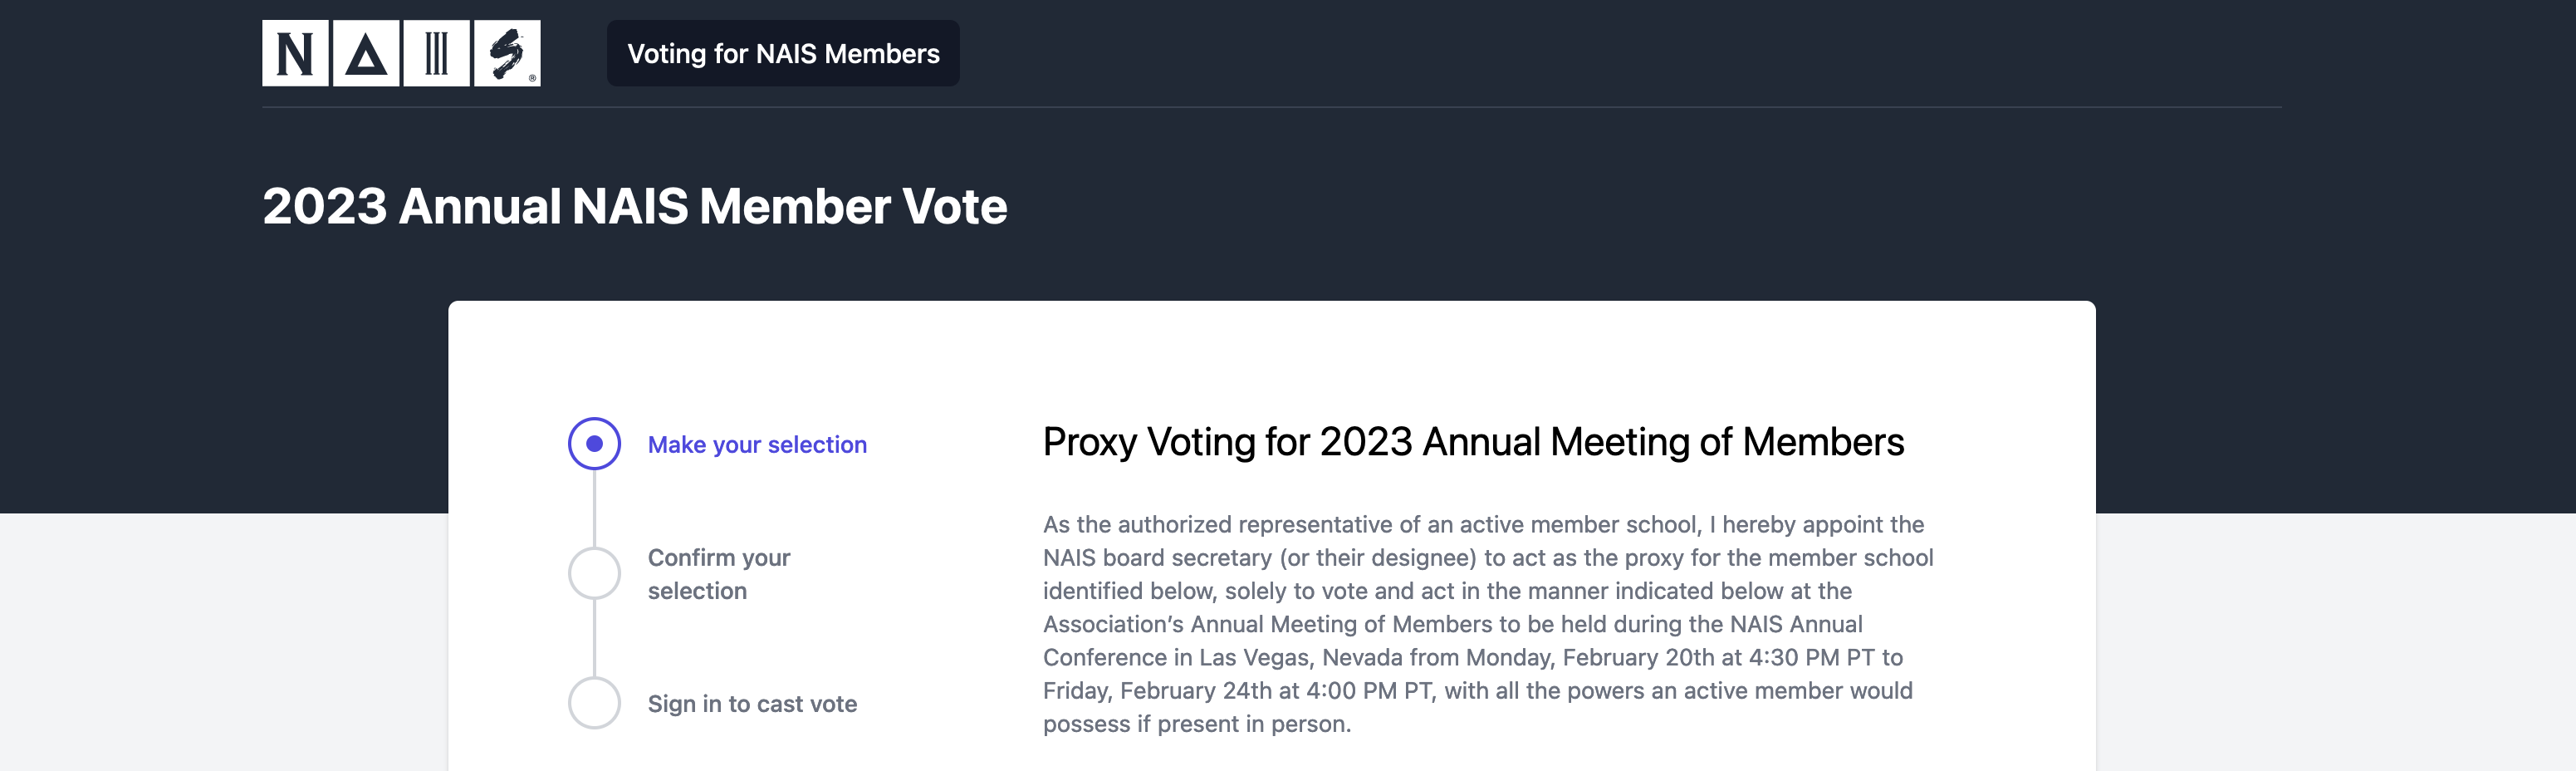 NAIS®
Voting for NAIS Members
2023 Annual NAIS Member Vote
Make your selection
Confirm your
selection
Sign in to cast vote
Proxy Voting for 2023 Annual Meeting of Members
As the authorized representative of an active member school, I hereby appoint the
NAIS board secretary (or their designee) to act as the proxy for the member school
identified below, solely to vote and act in the manner indicated below at the
Association’s Annual Meeting of Members to be held during the NAIS Annual
Conference in Las Vegas, Nevada from Monday, February 20th at 4:30 PM PT to
Friday, February 24th at 4:00 PM PT, with all the powers an active member would
possess if present in person.